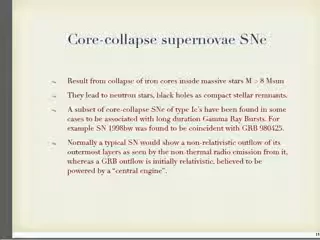 Core-collapse supernovae SNe
Result from collapse of iron cores inside massive stars M > 8 Msun
They lead to neutron stars, black holes as compact stellar remnants.
A subset of core-collapse SNe of type Ic's have been found in some
cases to be associated with long duration Gamma Ray Bursts. For
example SN 1998bw was found to be coincident with GRB 980425.
Normally a typical SN would show a non-relativistic outflow of its
outermost layers as seen by the non-thermal radio emission from it,
whereas a GRB outflow is initially relativistic, believed to be
powered by a "central engine".